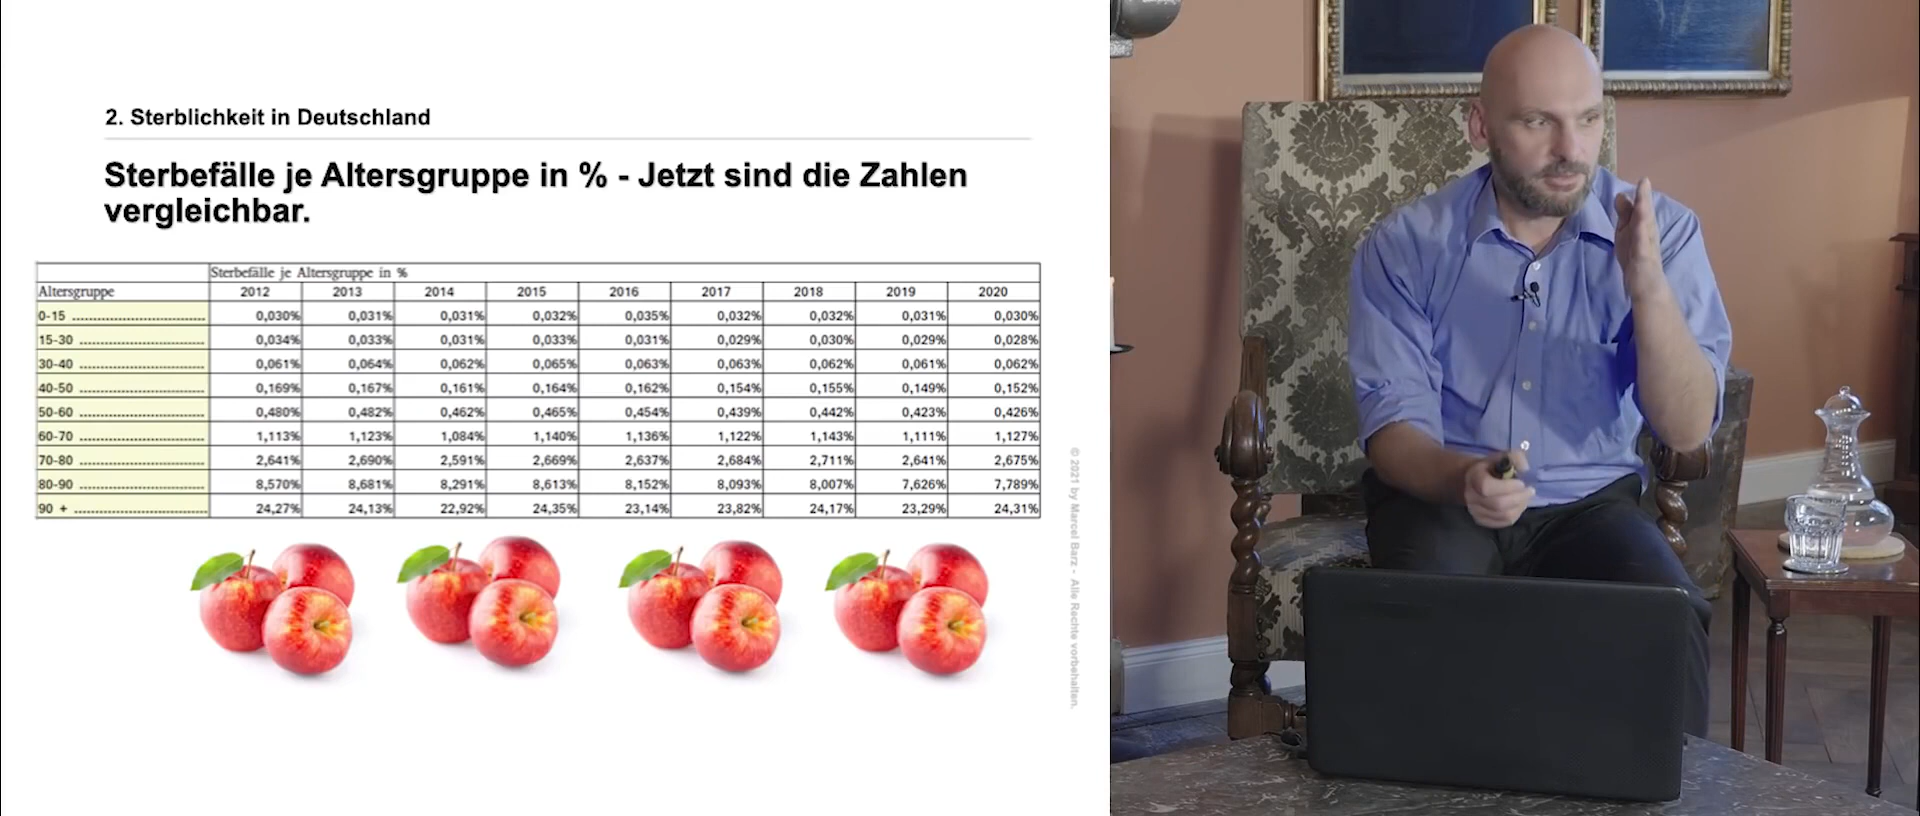 2. Sterblichkeit in Deutschland
Sterbefälle je Altersgruppe in % - Jetzt sind die Zahlen
vergleichbar.
Sterbefälle je Altersgruppe in %
Altersgruppe 2012 2013 2014 2015 2016 2017 2018 2019 2020
0-15 0,030% 0,031% 0,031% 0,032% 0,035% 0,032% 0,032% 0,031% 0,030%
15-30 0,034% 0,033% 0,031% 0,033% 0,031% 0,029% 0,030% 0,029% 0,028%
30-40 0,061% 0,064% 0,062% 0,065% 0,063% 0,063% 0,062% 0,061% 0,062%
40-50 0,169% 0,167% 0,161% 0,164% 0,162% 0,154% 0,155% 0,149% 0,152%
50-60 0,480% 0,482% 0,462% 0,465% 0,454% 0,439% 0,442% 0,423% 0,426%
60-70 1,113% 1,123% 1,084% 1,140% 1,136% 1,122% 1,143% 1,111% 1,127%
70-80 2,641% 2,690% 2,591% 2,669% 2,637% 2,684% 2,711% 2,641% 2,675%
80-90 8,570% 8,681% 8,291% 8,613% 8,152% 8,093% 8,007% 7,626% 7,789%
90 + 24,27% 24,13% 22,92% 24,35% 23,14% 23,82% 24,17% 23,29% 24,31%
© 2021 by Marcel Barz - Alle Rechte vorbehalten.